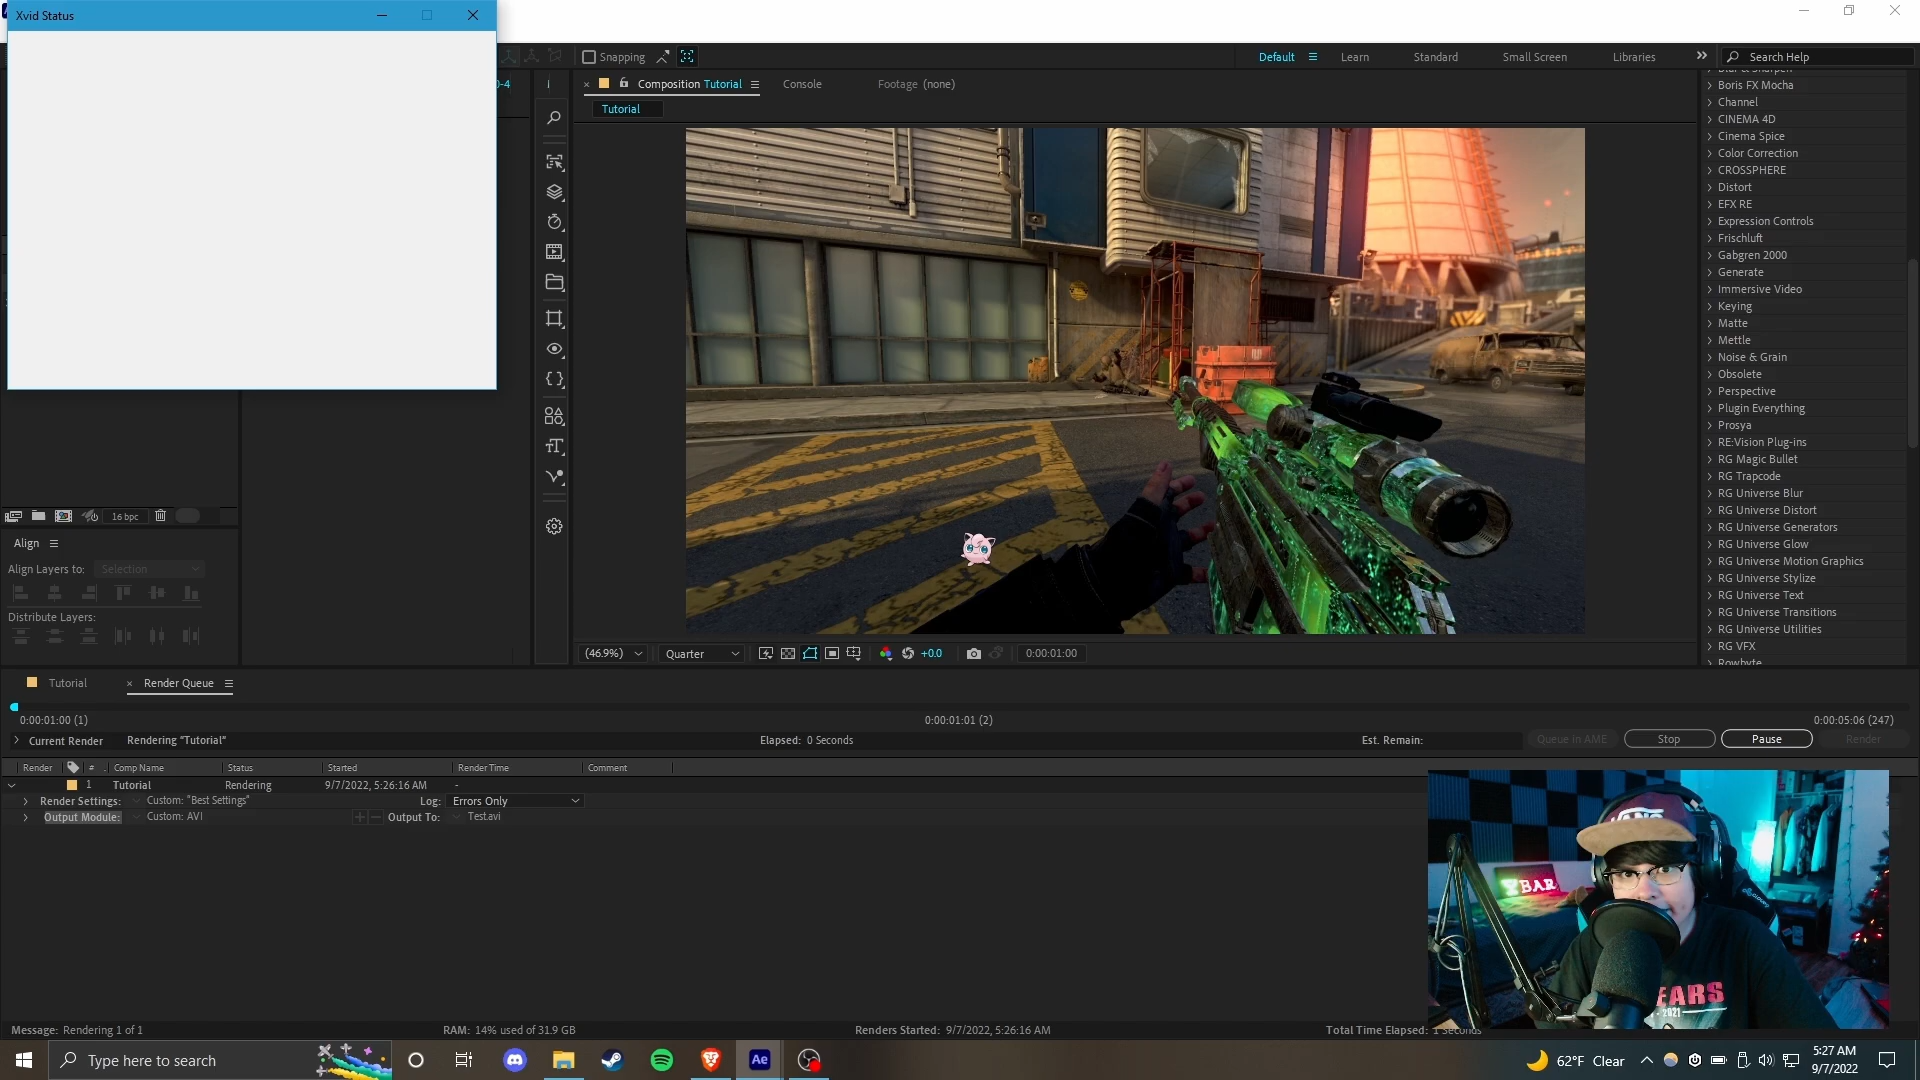 Xvid Status
Snapping
Default
Learn
Standard
Small Screen
Libraries
Search Help
Composition Tutorial
Console
Footage (none)
Tutorial
Boris FX Mocha
Channel
CINEMA 4D
Cinema Spice
Color Correction
CROSSPHERE
Distort
EFX RE
Expression Controls
Frischluft
Gabgren 2000
Generate
Immersive Video
Keying
Matte
Mettle
Noise & Grain
Obsolete
Perspective
Plugin Everything
Prosya
RE:Vision Plug-ins
RG Magic Bullet
RG Trapcode
RG Universe Blur
RG Universe Distort
RG Universe Generators
RG Universe Glow
RG Universe Motion Graphics
RG Universe Stylize
RG Universe Text
RG Universe Transitions
RG Universe Utilities
RG VFX
Rowbyte
16 bpc
Align
Align Layers to: Selection
Distribute Layers:
(46.9%) Quarter +0.0 0:00:01:00
Tutorial
Render Queue
0:00:01:00 (1) 0:00:01:01 (2) 0:00:05:06 (247)
Current Render Rendering "Tutorial" Elapsed: 0 Seconds Est. Remain: Queue in AME Stop Pause Render
Render # Comp Name Status Started Render Time Comment
1 Tutorial Rendering 9/7/2022, 5:26:16 AM -
Render Settings: Custom: "Best Settings" Log: Errors Only
Output Module: Custom: AVI Output To: Test.avi
BAR
VANS
EARS
- 2021
Message: Rendering 1 of 1 RAM: 14% used of 31.9 GB Renders Started: 9/7/2022, 5:26:16 AM Total Time Elapsed: 1 Seconds
Type here to search
Ae
62°F Clear
5:27 AM
9/7/2022